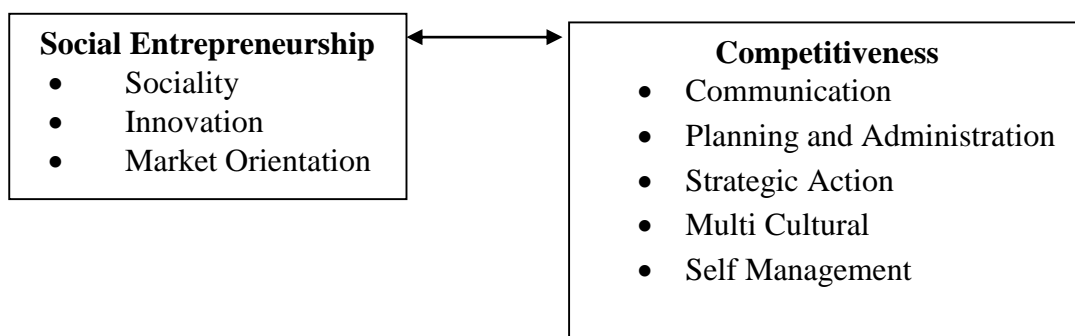 Social Entrepreneurship
• Sociality
• Innovation
• Market Orientation
Competitiveness
• Communication
• Planning and Administration
• Strategic Action
• Multi Cultural
• Self Management